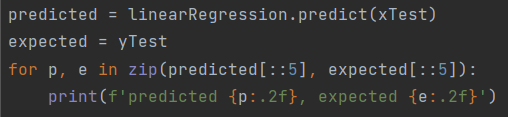 predicted = linearRegression.predict(xTest)
expected = yTest
for p, e in zip(predicted[::5], expected[::5]):
    print(f'predicted {p:.2f}, expected {e:.2f}')